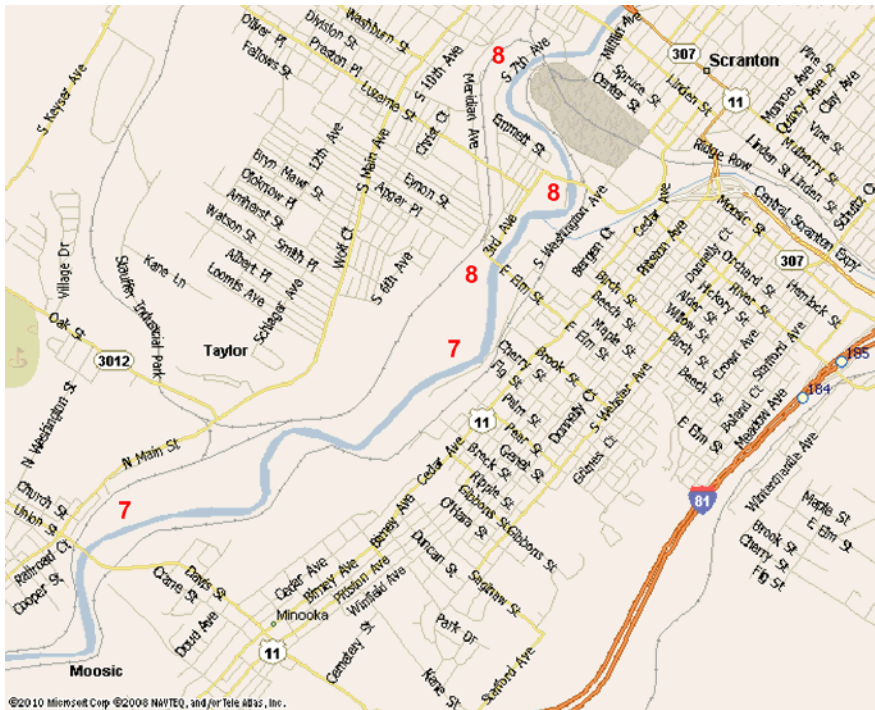 Washburn St
Division St
Oliver Pl
Preston Pl
Fellows St
S Keyser Ave
S 10th Ave
8
S 7th Ave
307
Scranton
Mifflin Ave
Spruce St
Center St
Linden St
11
Pine St
Monroe Ave
Quincy Ave
Clay Ave
Vine St
Mulberry St
Luzerne St
Meridian Ave
Christ Ct
Emmett St
Ridge Row
Linden St
Linden St
Schultz C
Bryn Mawr St
12th Ave
S Main Ave
Eynon St
Apgar Pl
8
Cedar Ave
Moosic St
Central Scranton Expy
Amherst St
Watson St
Smith Pl
Albert Pl
Loomis Ave
Wolf Ct
3rd Ave
S Washington Ave
Bergen Ct
Pittston Ave
Donnelly Ct
Orchard St
River St
307
Hemlock St
Village Dr
Kane Ln
Stauffer Industrial Park
Schlager Ave
S 6th Ave
8
E Elm St
Birch St
Beech St
Maple St
E Elm St
Hickory St
Alder St
Willow St
Birch St
Beech St
Crown Ave
Stafford Ave
Oak St
3012
Taylor
7
Cherry St
Fig St
Brook St
185
184
N Washington St
11
Palm St
Pear St
Genet St
Donnelly Ct
S Webster Ave
Boland Ct
E Elm St
Meadow Ave
N Main St
Cedar Ave
Breck St
Ripple St
Gibbons St
Grimes Ct
Wintermantle Ave
81
Church St
Union St
7
Birney Ave
O'Hara St
Gibbons St
Maple St
E Elm St
Brook St
Cherry St
Fig St
Railroad Ct
Cooper St
Davis St
Crane St
Cedar Ave
Birney Ave
Pittston Ave
Winfield Ave
Duncan St
Saginaw St
Minooka
Doud Ave
11
Cemetery St
Park Dr
Kane St
Stafford Ave
Moosic
©2010 Microsoft Corp ©2008 NAVTEQ, and/or Tele Atlas, Inc.